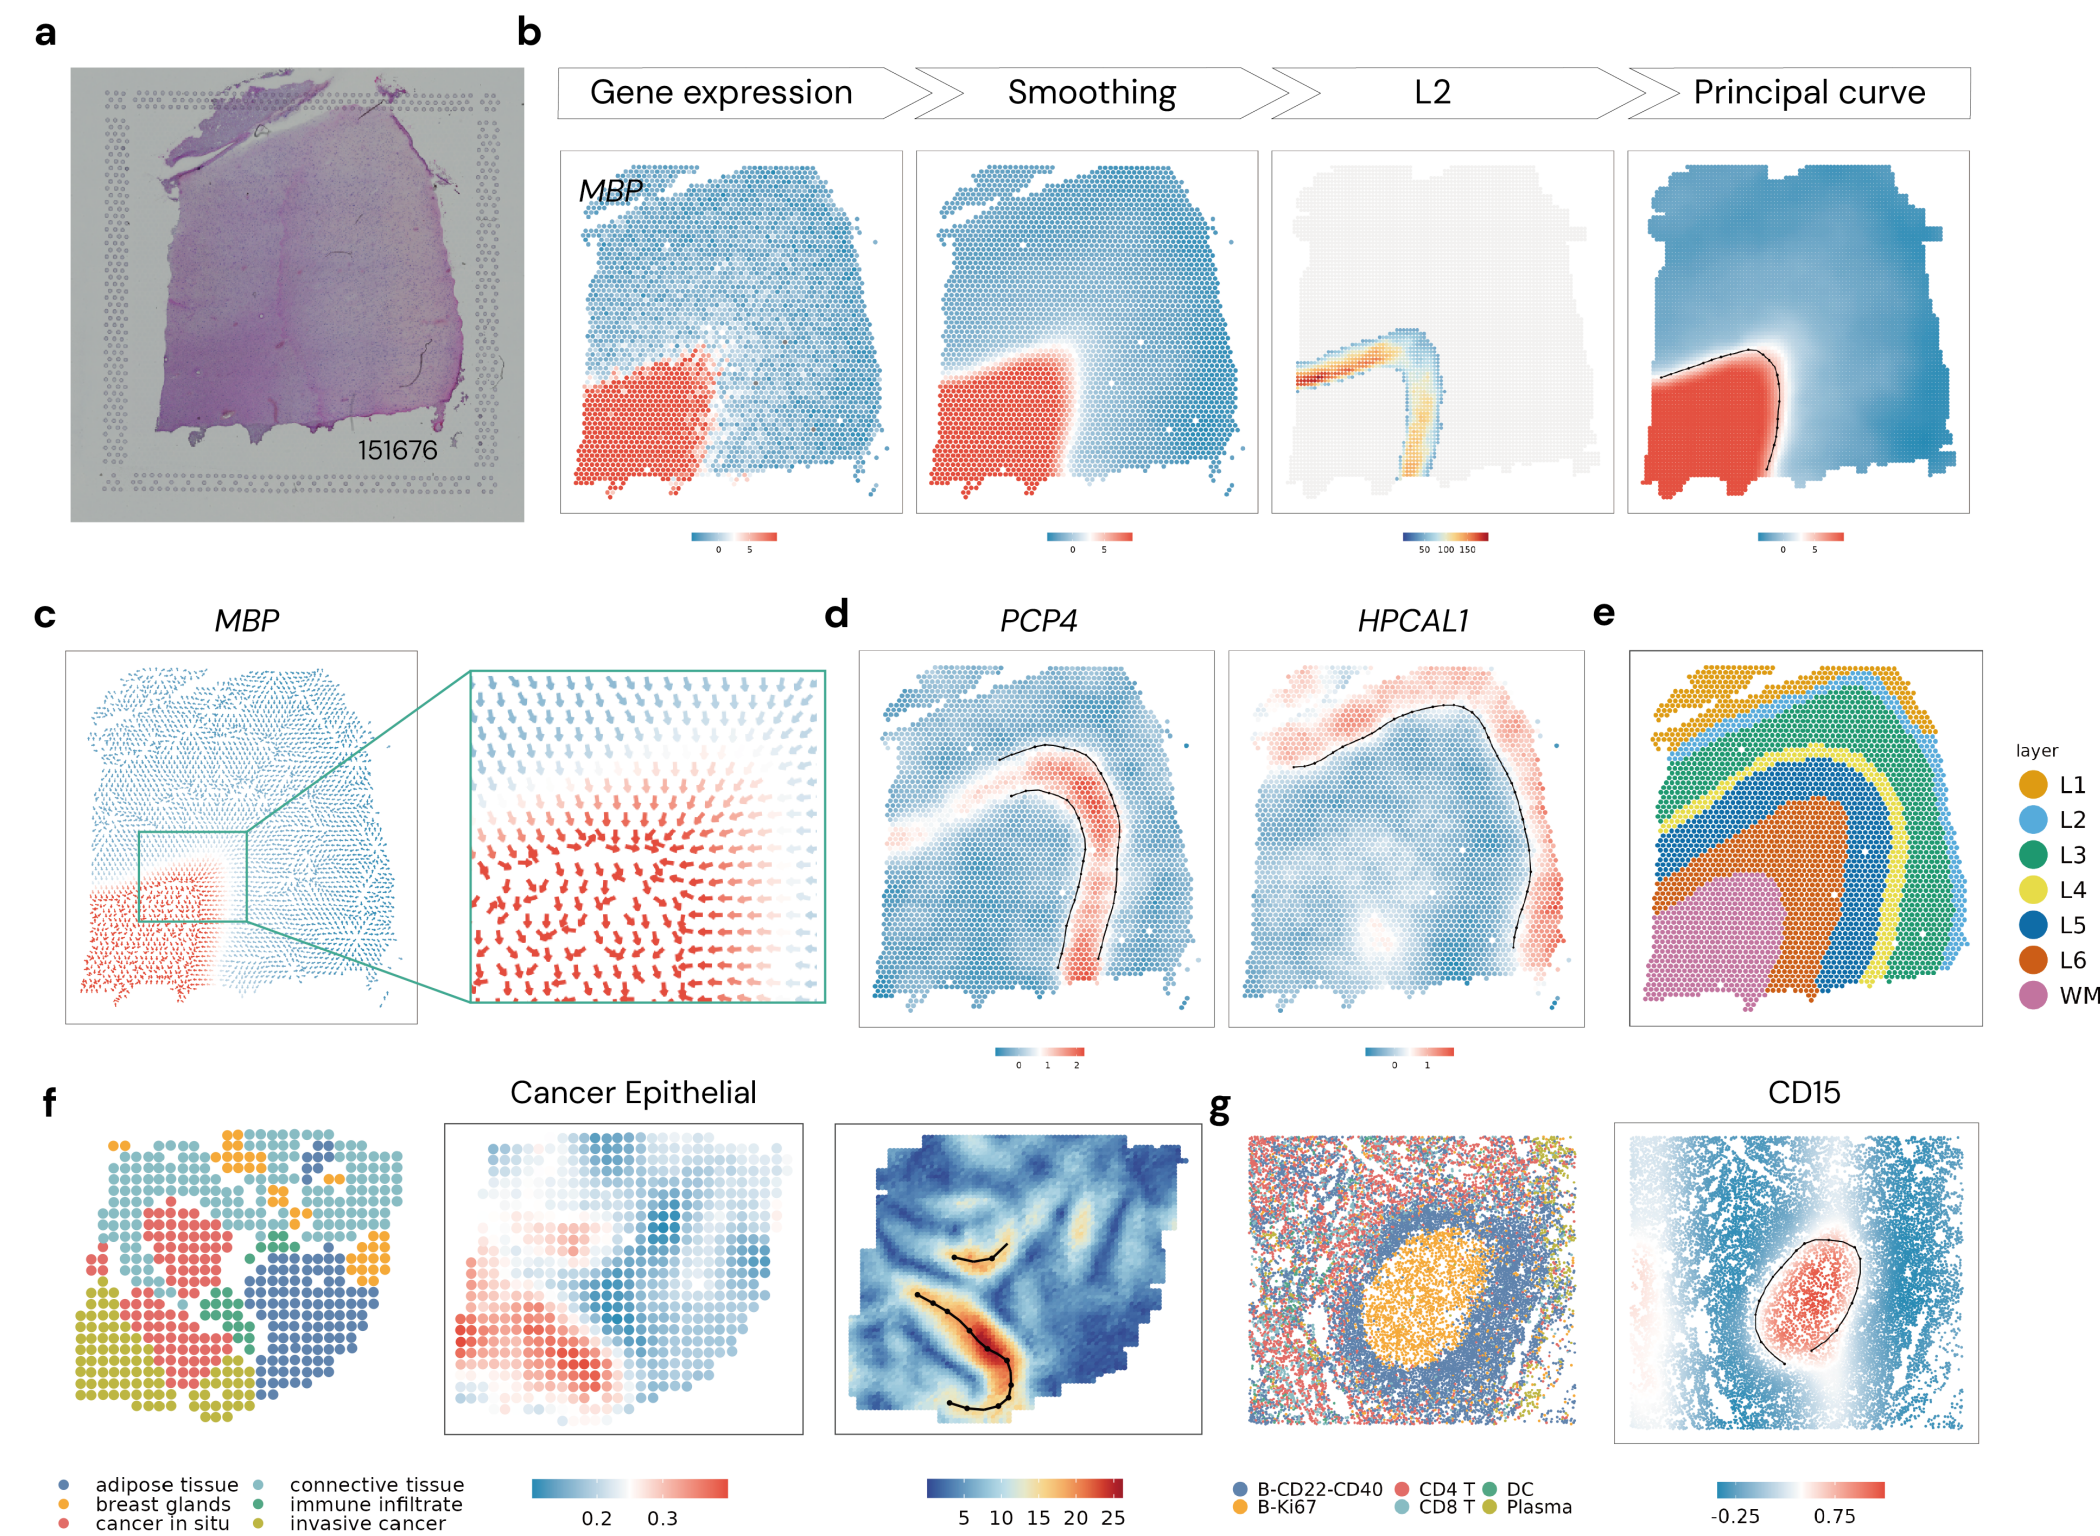 a
b
Gene expression
Smoothing
L2
Principal curve
MBP
151676
0 5
0 5
50 100 150
0 5
c
MBP
d
PCP4
HPCAL1
e
layer
L1
L2
L3
L4
L5
L6
WM
0 1 2
0 1
f
Cancer Epithelial
g
CD15
adipose tissue
breast glands
cancer in situ
connective tissue
immune infiltrate
invasive cancer
0.2 0.3
5 10 15 20 25
B-CD22-CD40
B-Ki67
CD4 T
CD8 T
DC
Plasma
-0.25 0.75